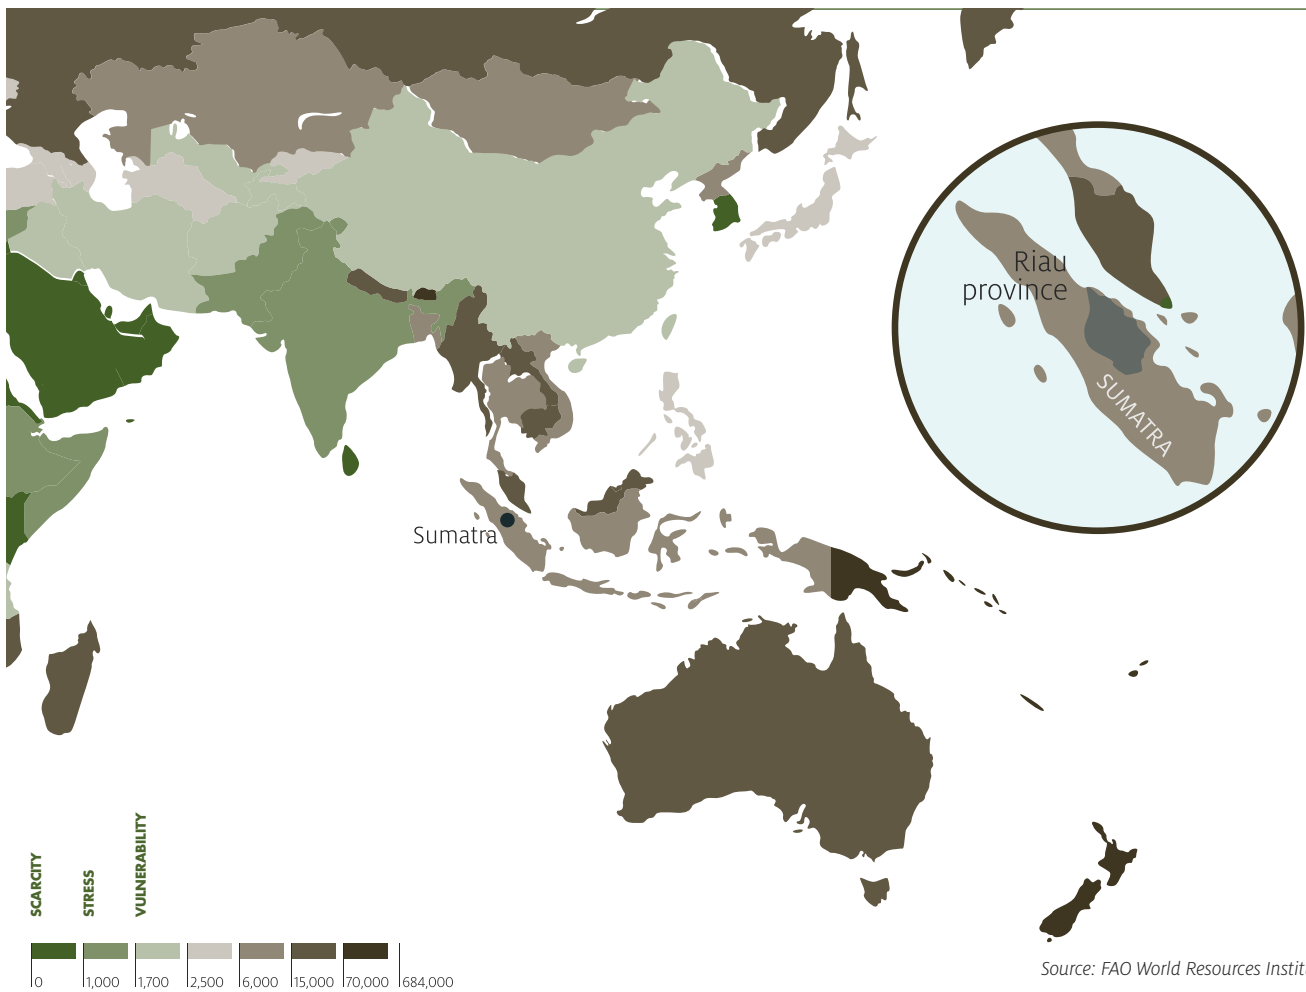 Riau
province
SUMATRA
Sumatra
SCARCITY
STRESS
VULNERABILITY
0 1,000 1,700 2,500 6,000 15,000 70,000 684,000
Source: FAO World Resources